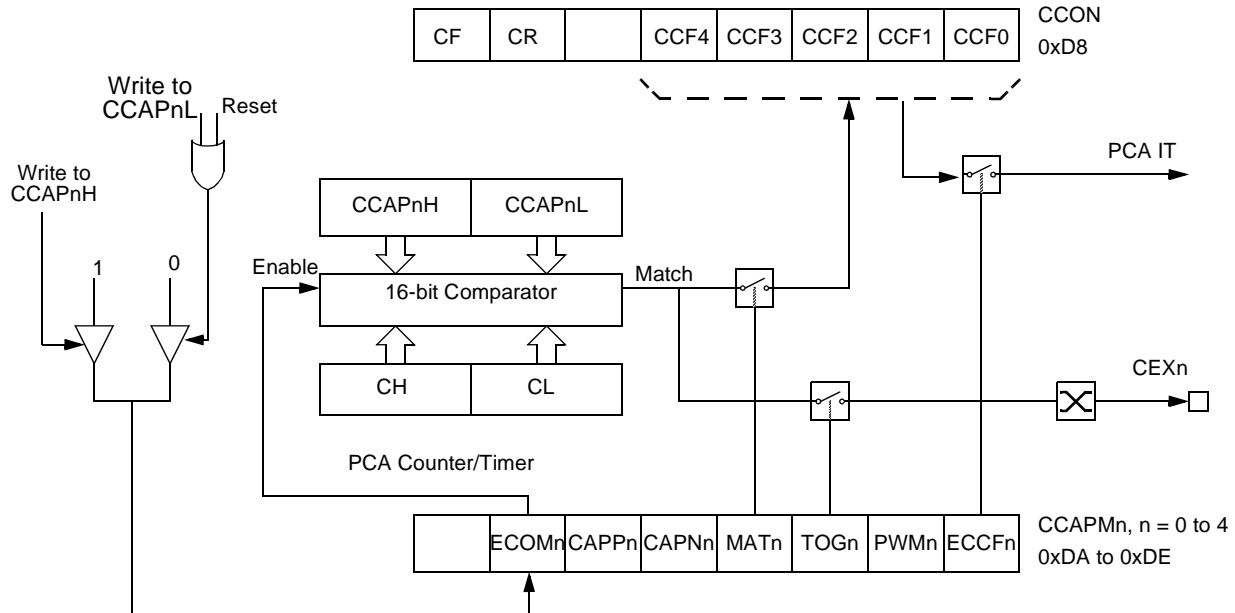 CF CR CCF4 CCF3 CCF2 CCF1 CCF0
CCON
0xD8
Write to
CCAPnL
Reset
PCA IT
Write to
CCAPnH
CCAPnH CCAPnL
1
0
Enable
16-bit Comparator
Match
CH CL
CEXn
PCA Counter/Timer
ECOMn CAPPn CAPNn MATn TOGn PWMn ECCFn
CCAPMn, n = 0 to 4
0xDA to 0xDE